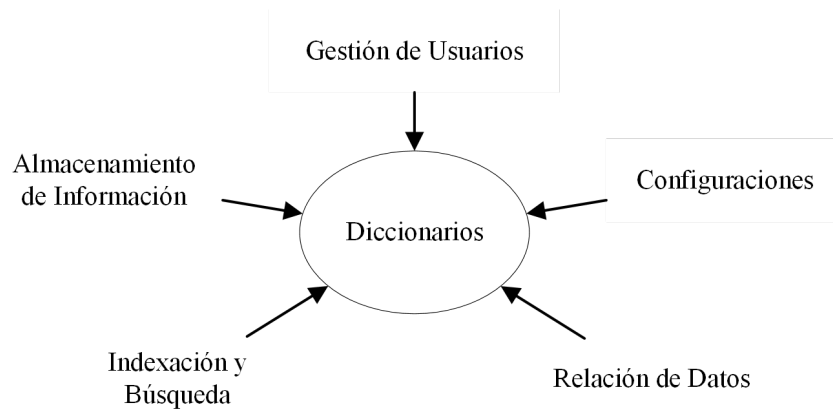 Gestión de Usuarios
Almacenamiento
de Información
Configuraciones
Diccionarios
Indexación y
Búsqueda
Relación de Datos